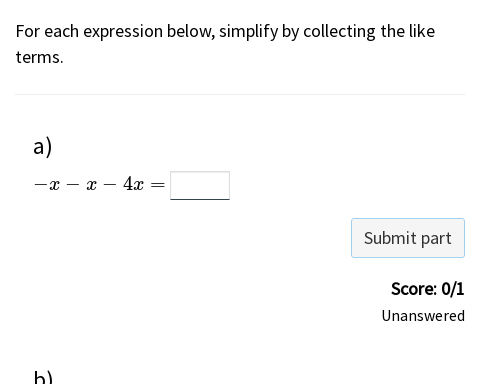 For each expression below, simplify by collecting the like
terms.
a)
−x − x − 4x =
Submit part
Score: 0/1
Unanswered
b)